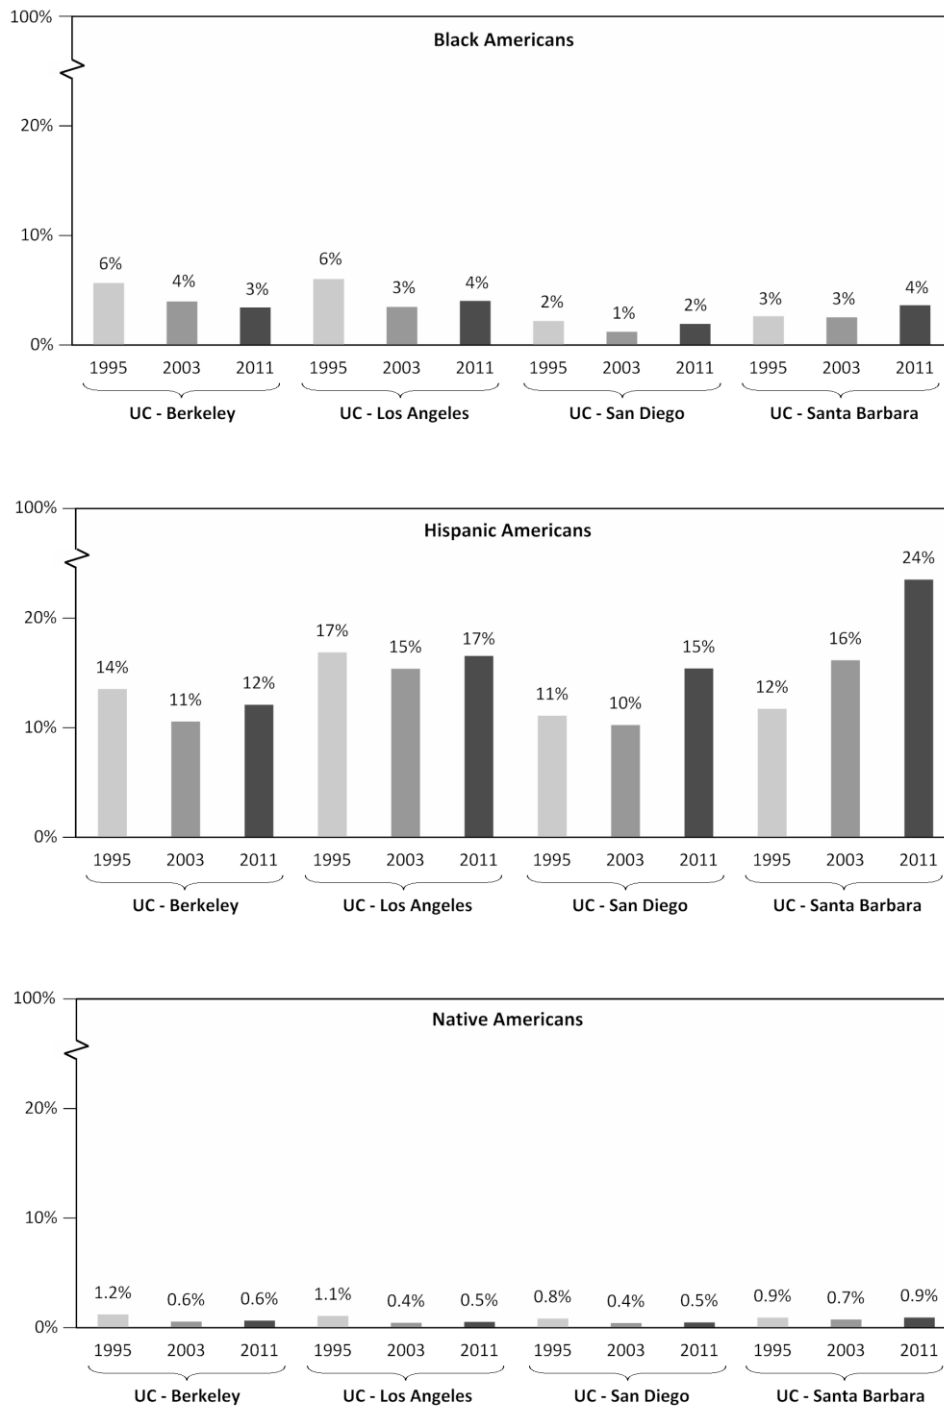 100%
Black Americans
20%
10%
6% 4% 3% 6% 3% 4% 2% 1% 2% 3% 3% 4%
0%
1995 2003 2011 1995 2003 2011 1995 2003 2011 1995 2003 2011
UC - Berkeley UC - Los Angeles UC - San Diego UC - Santa Barbara
100%
Hispanic Americans
20%
14% 11% 12% 17% 15% 17% 11% 10% 15% 12% 16% 24%
10%
0%
1995 2003 2011 1995 2003 2011 1995 2003 2011 1995 2003 2011
UC - Berkeley UC - Los Angeles UC - San Diego UC - Santa Barbara
100%
Native Americans
20%
10%
1.2% 0.6% 0.6% 1.1% 0.4% 0.5% 0.8% 0.4% 0.5% 0.9% 0.7% 0.9%
0%
1995 2003 2011 1995 2003 2011 1995 2003 2011 1995 2003 2011
UC - Berkeley UC - Los Angeles UC - San Diego UC - Santa Barbara